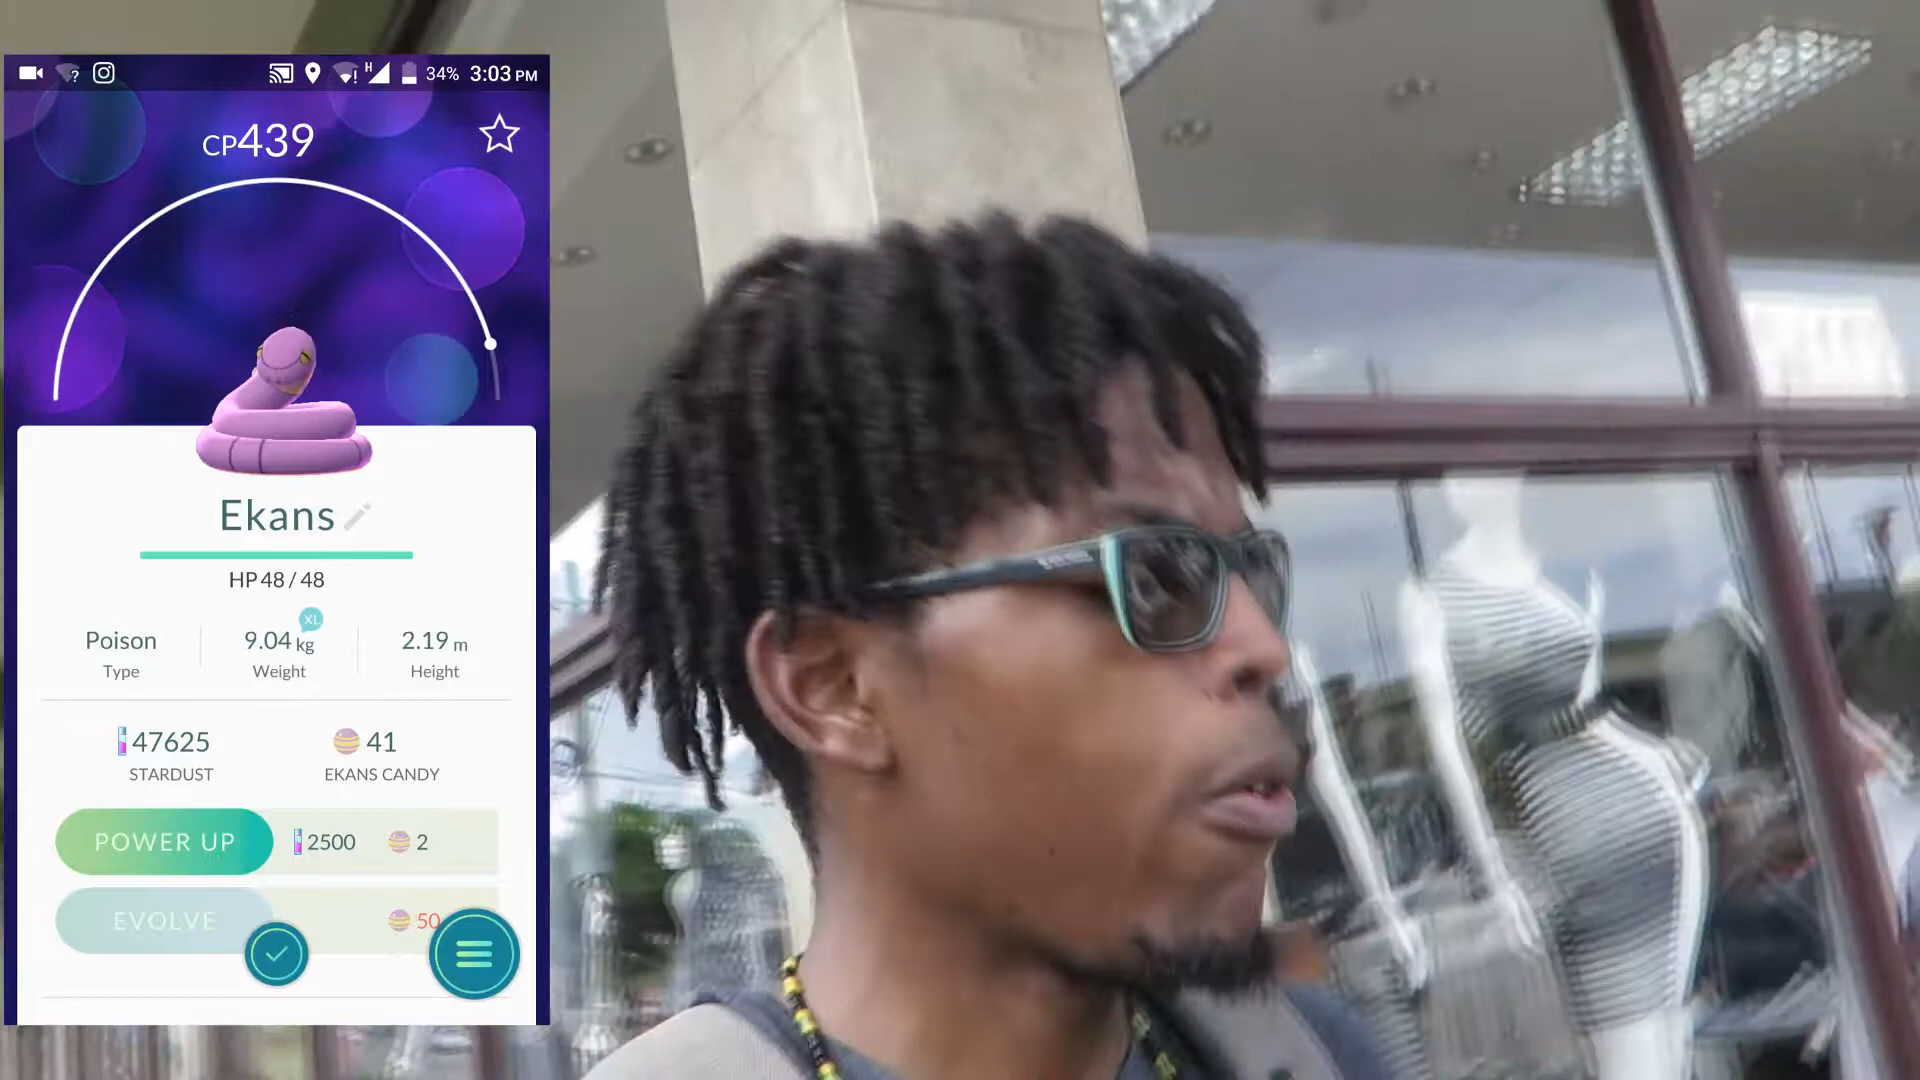 34% 3:03 PM
CP439
Ekans
HP 48 / 48
XL
Poison 9.04 kg 2.19 m
Type Weight Height
47625 41
STARDUST EKANS CANDY
POWER UP 2500 2
EVOLVE 50